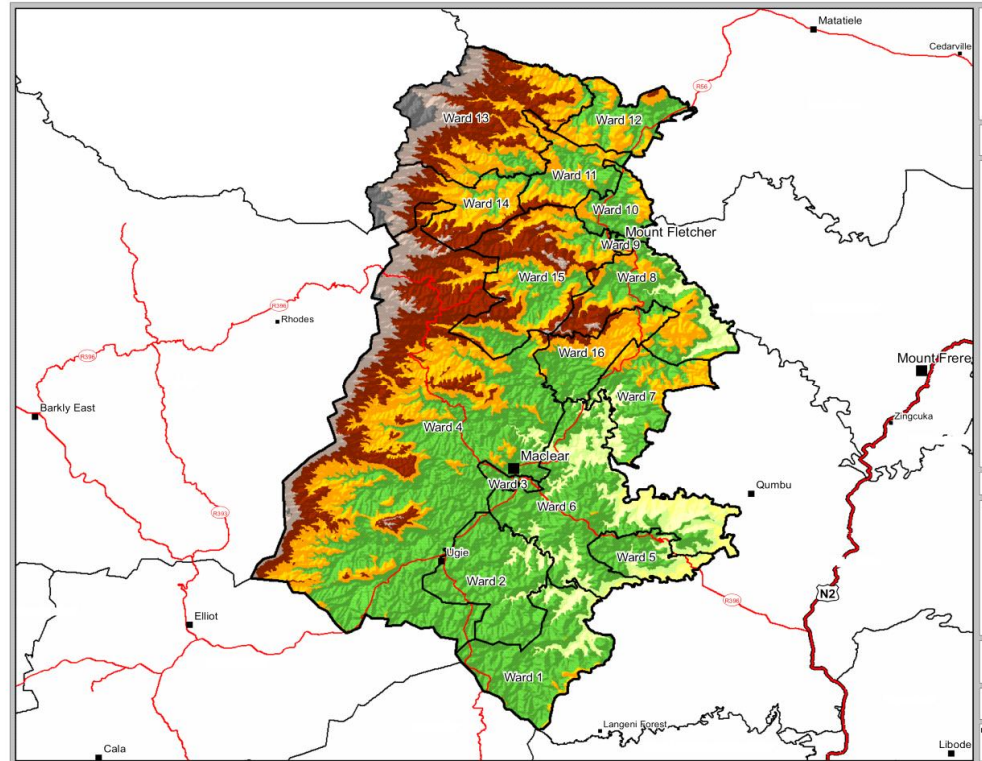 Matatiele
Cedarville
R56
Ward 13
Ward 12
Ward 11
Ward 14
Ward 10
Mount Fletcher
Ward 9
Ward 15
Ward 8
R396
Rhodes
Ward 16
R396
Mount Frere
Ward 7
Barkly East
Zingcuka
Ward 4
Maclear
Ward 3
Qumbu
Ward 6
R393
Ugie
Ward 5
Ward 2
N2
R396
Elliot
Ward 1
Langeni Forest
Cala
Libode